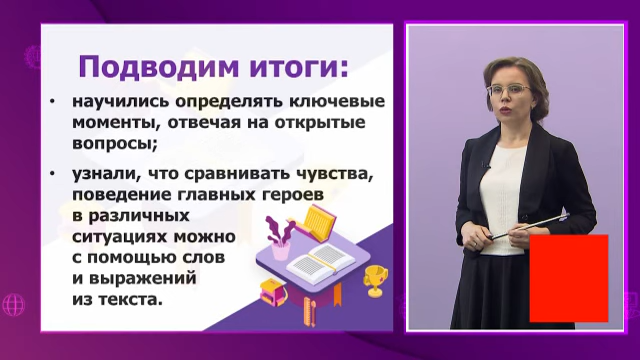 Подводим итоги:
• научились определять ключевые
моменты, отвечая на открытые
вопросы;
• узнали, что сравнивать чувства,
поведение главных героев
в различных
ситуациях можно
с помощью слов
и выражений
из текста.